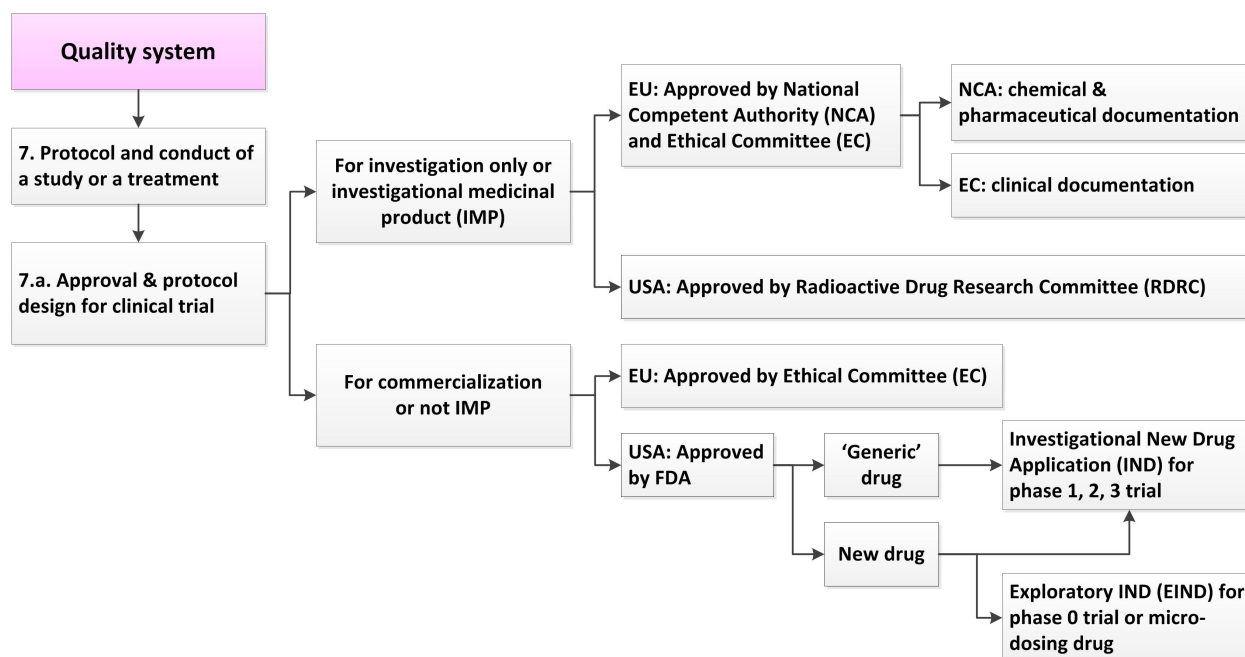 Quality system
7. Protocol and conduct of
a study or a treatment
7.a. Approval & protocol
design for clinical trial
For investigation only or
investigational medicinal
product (IMP)
For commercialization
or not IMP
EU: Approved by National
Competent Authority (NCA)
and Ethical Committee (EC)
NCA: chemical &
pharmaceutical documentation
EC: clinical documentation
USA: Approved by Radioactive Drug Research Committee (RDRC)
EU: Approved by Ethical Committee (EC)
USA: Approved
by FDA
‘Generic’
drug
New drug
Investigational New Drug
Application (IND) for
phase 1, 2, 3 trial
Exploratory IND (EIND) for
phase 0 trial or micro-
dosing drug